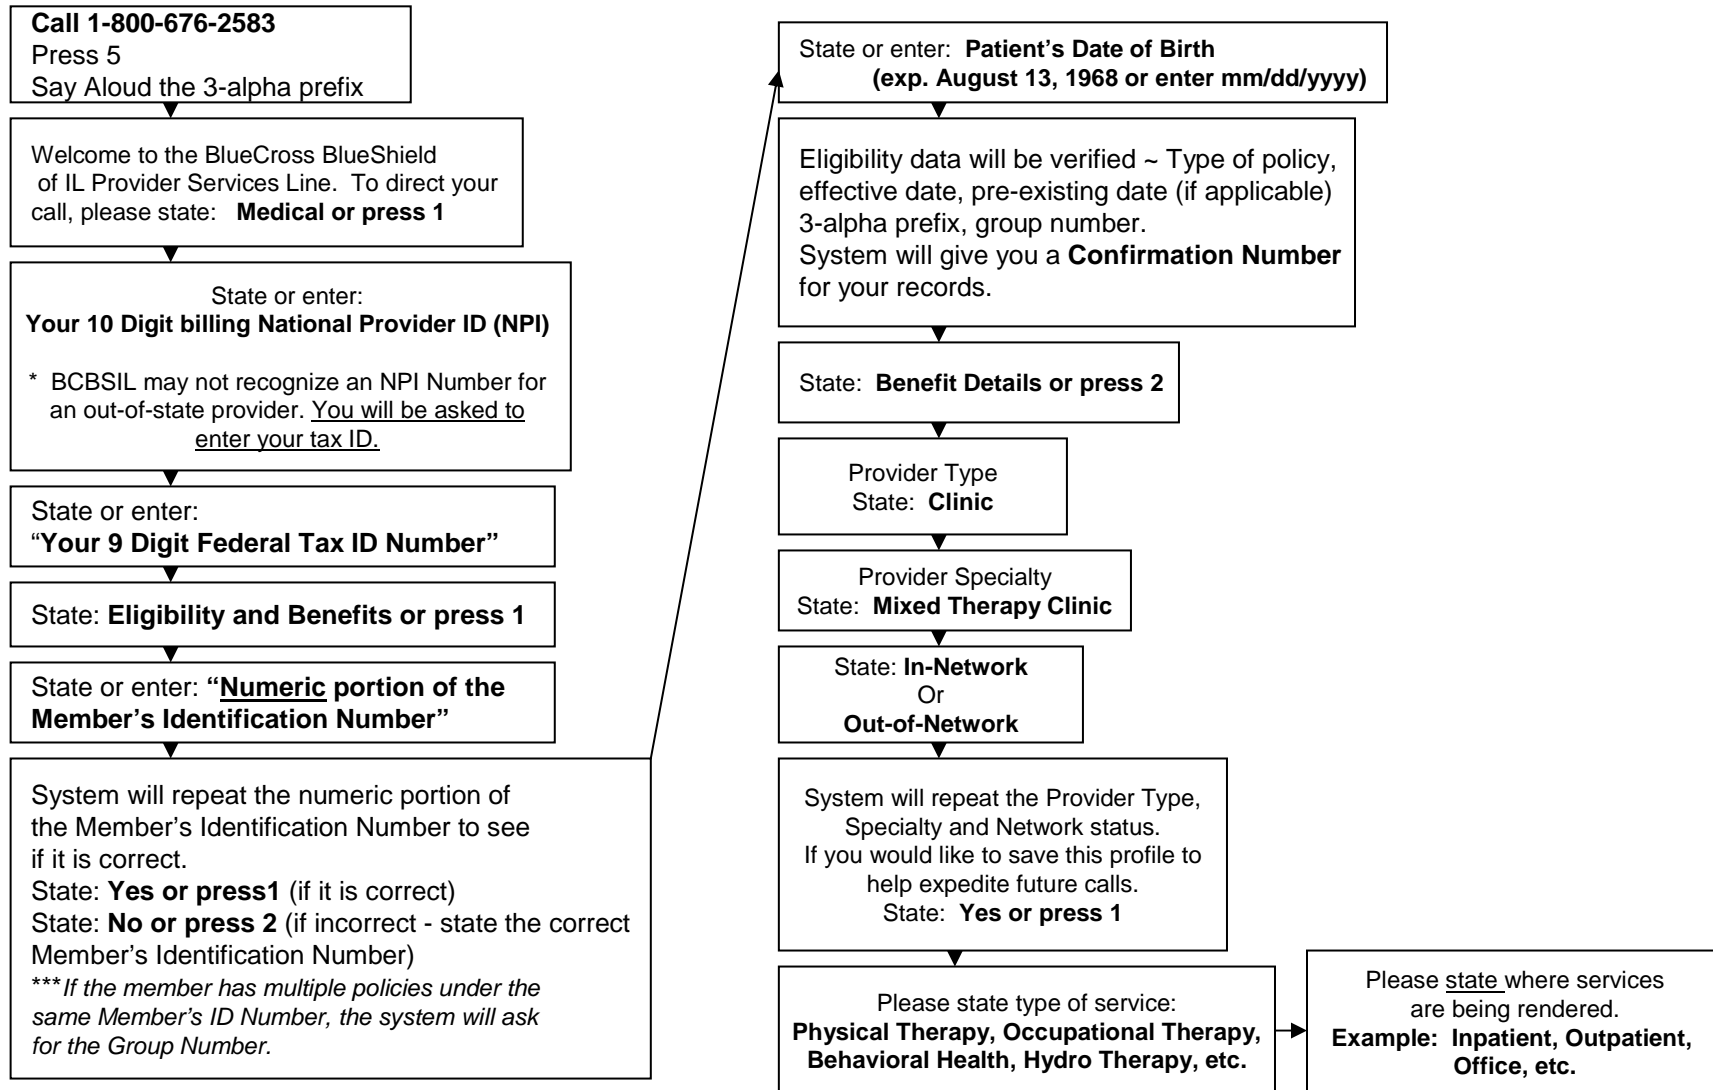 Call 1-800-676-2583
Press 5
Say Aloud the 3-alpha prefix
Welcome to the BlueCross BlueShield
of IL Provider Services Line.  To direct your
call, please state:   Medical or press 1
State or enter:
Your 10 Digit billing National Provider ID (NPI)
*  BCBSIL may not recognize an NPI Number for
an out-of-state provider. You will be asked to
enter your tax ID.
State or enter:
“Your 9 Digit Federal Tax ID Number”
State: Eligibility and Benefits or press 1
State or enter: “Numeric portion of the
Member’s Identification Number”
System will repeat the numeric portion of
the Member’s Identification Number to see
if it is correct.
State: Yes or press1 (if it is correct)
State: No or press 2 (if incorrect - state the correct
Member’s Identification Number)
***If the member has multiple policies under the
same Member’s ID Number, the system will ask
for the Group Number.
State or enter:  Patient’s Date of Birth
(exp. August 13, 1968 or enter mm/dd/yyyy)
Eligibility data will be verified ~ Type of policy,
effective date, pre-existing date (if applicable)
3-alpha prefix, group number.
System will give you a Confirmation Number
for your records.
State:  Benefit Details or press 2
Provider Type
State:  Clinic
Provider Specialty
State:  Mixed Therapy Clinic
State: In-Network
Or
Out-of-Network
System will repeat the Provider Type,
Specialty and Network status.
If you would like to save this profile to
help expedite future calls.
State:  Yes or press 1
Please state type of service:
Physical Therapy, Occupational Therapy,
Behavioral Health, Hydro Therapy, etc.
Please state where services
are being rendered.
Example:  Inpatient, Outpatient,
Office, etc.